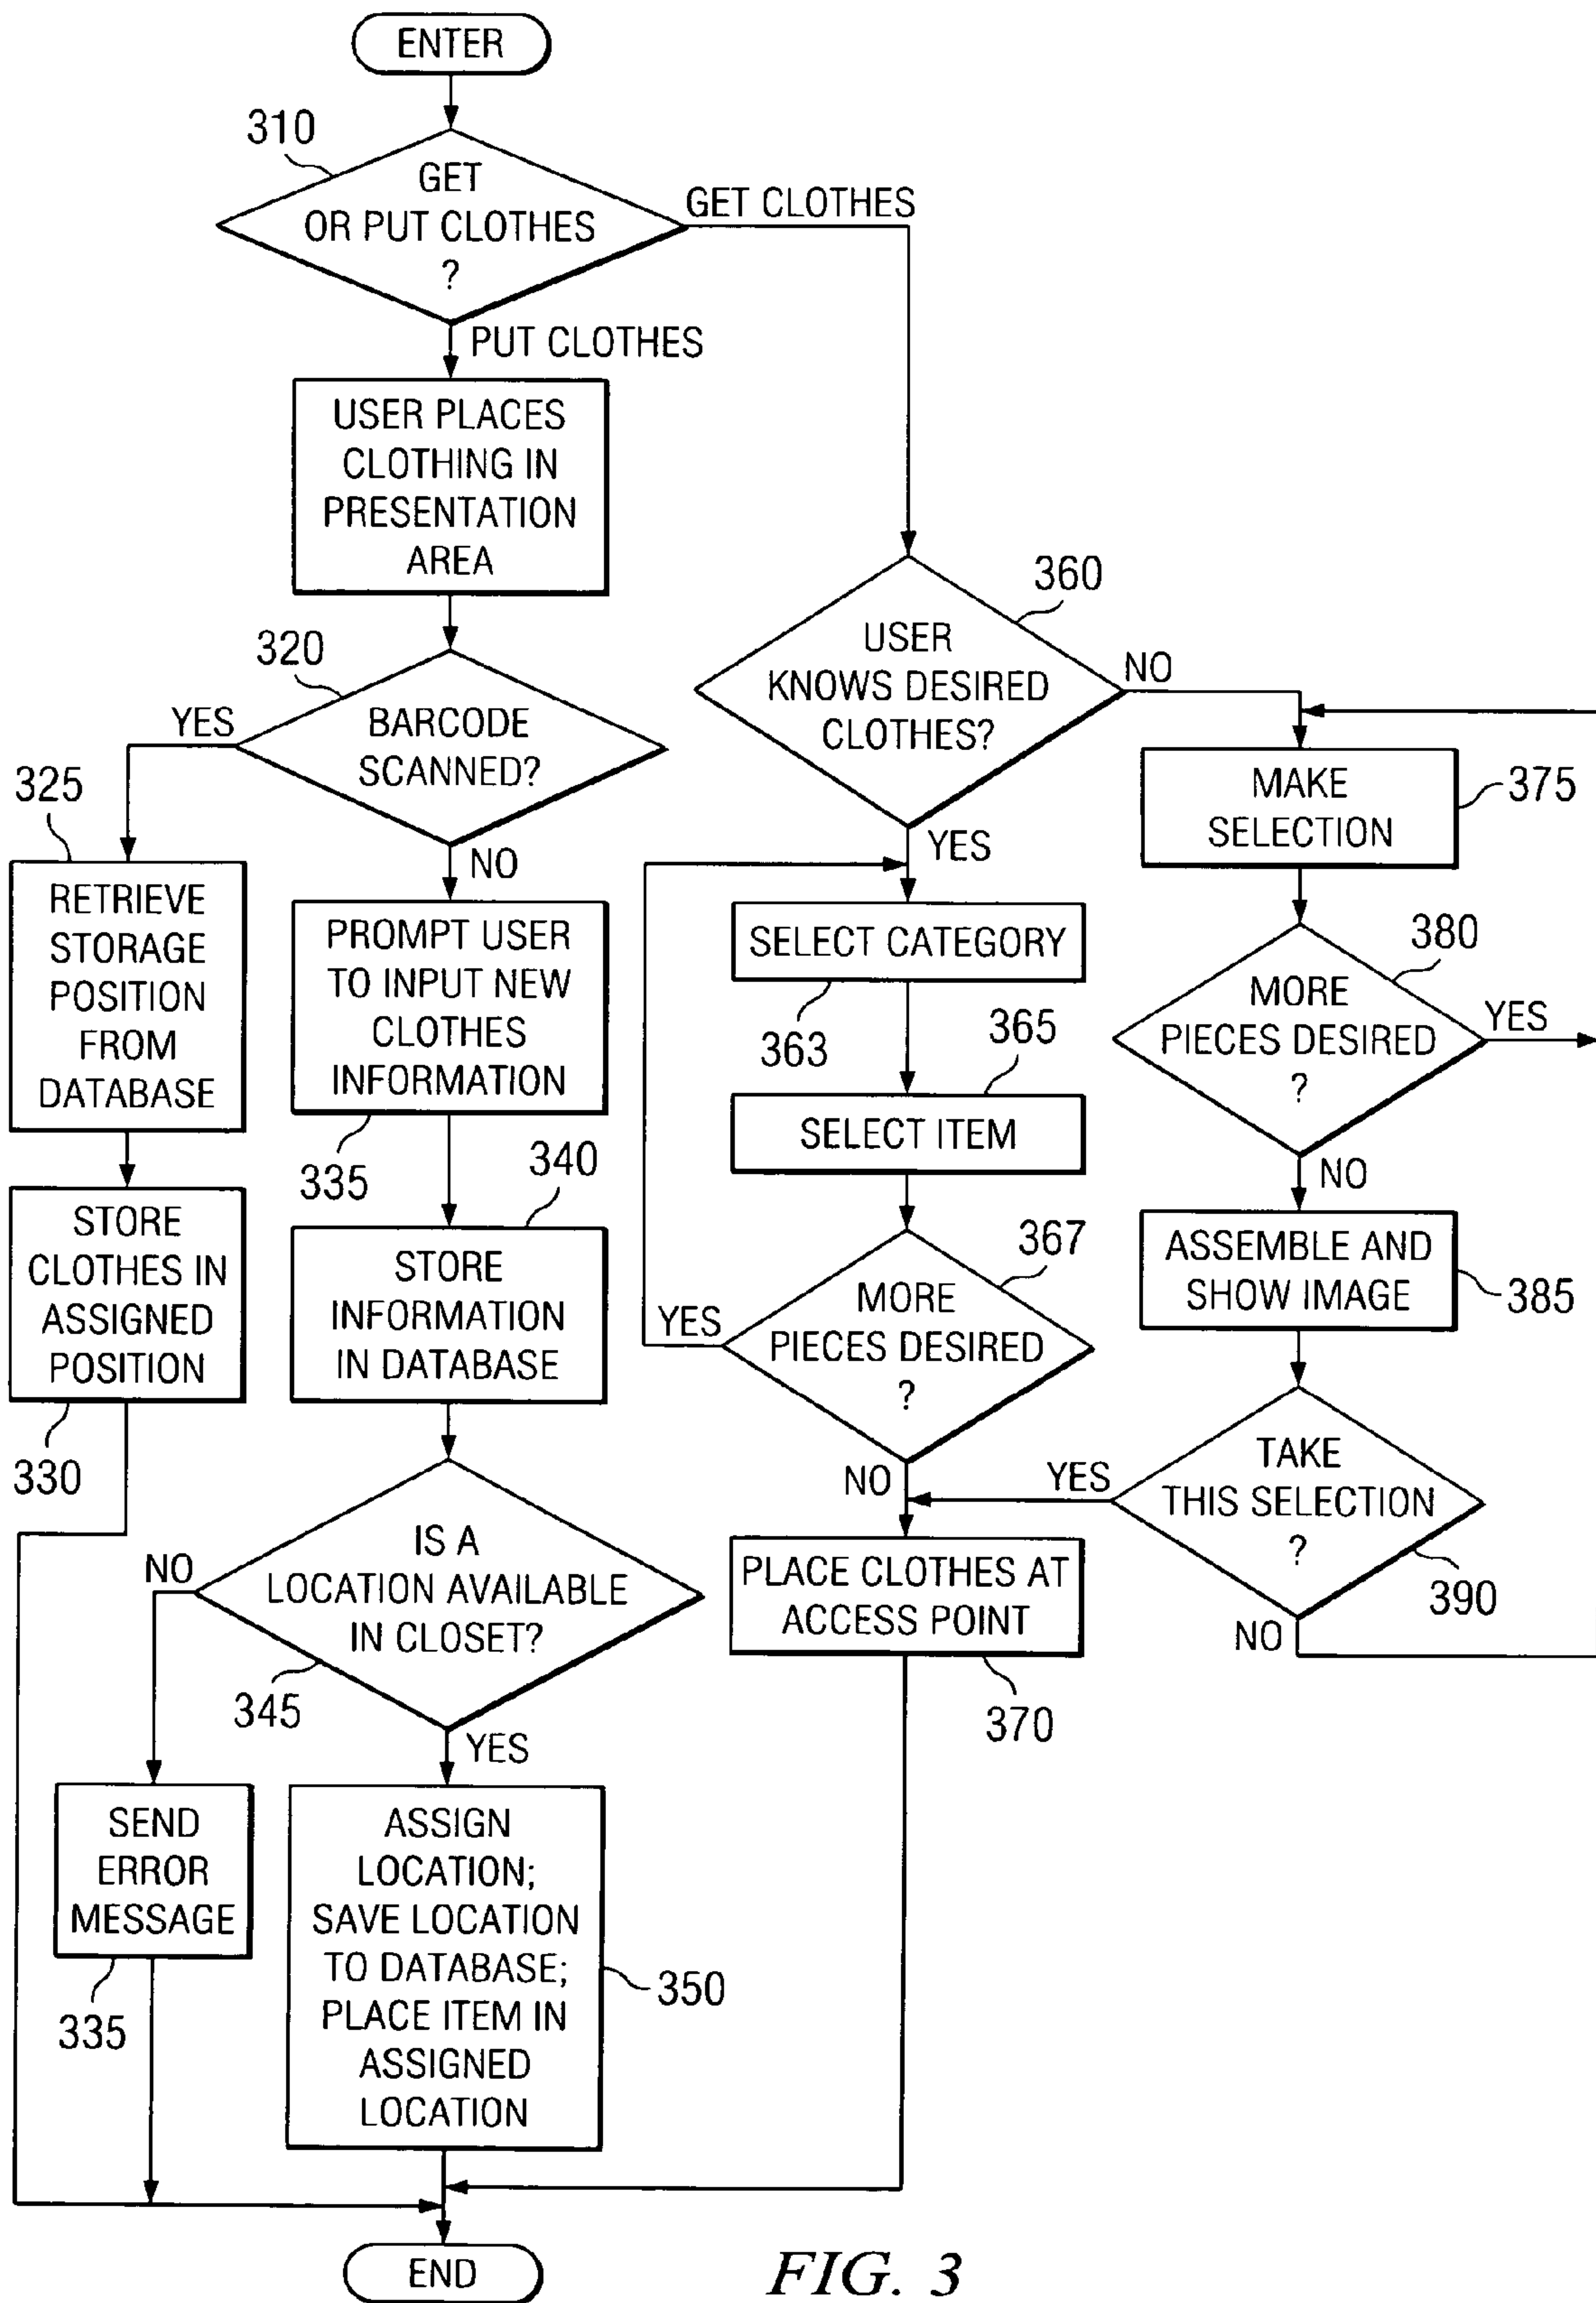 ENTER
310
GET
OR PUT CLOTHES
?
GET CLOTHES
PUT CLOTHES
USER PLACES
CLOTHING IN
PRESENTATION
AREA
320
BARCODE
SCANNED?
YES
NO
325
RETRIEVE
STORAGE
POSITION
FROM
DATABASE
STORE
CLOTHES IN
ASSIGNED
POSITION
330
PROMPT USER
TO INPUT NEW
CLOTHES
INFORMATION
335
340
STORE
INFORMATION
IN DATABASE
IS A
LOCATION AVAILABLE
IN CLOSET?
345
NO
YES
SEND
ERROR
MESSAGE
335
ASSIGN
LOCATION;
SAVE LOCATION
TO DATABASE;
PLACE ITEM IN
ASSIGNED
LOCATION
350
360
USER
KNOWS DESIRED
CLOTHES?
NO
YES
SELECT CATEGORY
363
365
SELECT ITEM
367
MORE
PIECES DESIRED
?
YES
NO
PLACE CLOTHES AT
ACCESS POINT
370
MAKE
SELECTION
375
380
MORE
PIECES DESIRED
?
YES
NO
ASSEMBLE AND
SHOW IMAGE
385
TAKE
THIS SELECTION
?
YES
390
NO
END
FIG. 3